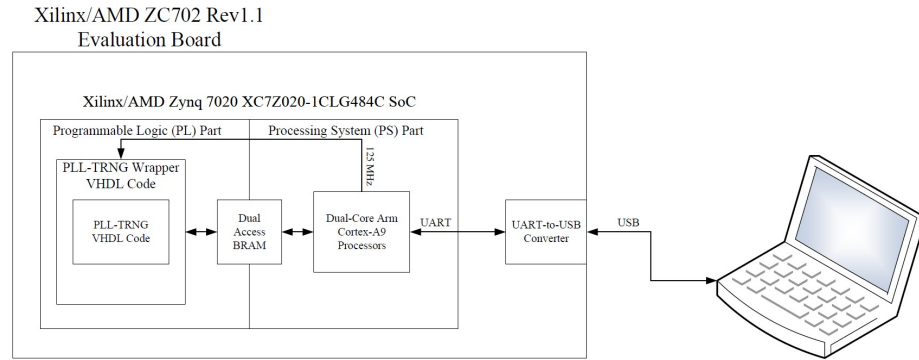 Xilinx/AMD ZC702 Rev1.1
Evaluation Board
Xilinx/AMD Zynq 7020 XC7Z020-1CLG484C SoC
Programmable Logic (PL) Part
Processing System (PS) Part
PLL-TRNG Wrapper
VHDL Code
125 MHz
PLL-TRNG
VHDL Code
Dual
Access
BRAM
Dual-Core Arm
Cortex-A9
Processors
UART
UART-to-USB
Converter
USB